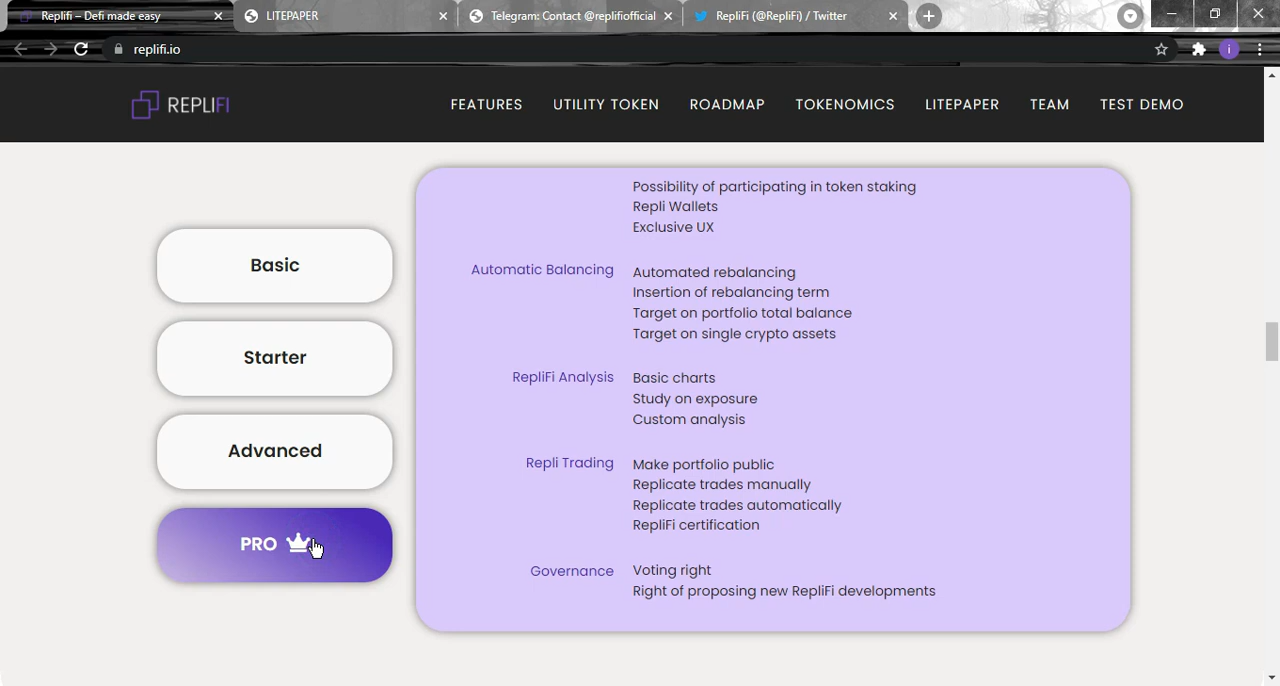 Replifi – Defi made easy
LITEPAPER
Telegram: Contact @replifiofficial
RepliFi (@RepliFi) / Twitter
replifi.io
i
REPLIFI
FEATURES
UTILITY TOKEN
ROADMAP
TOKENOMICS
LITEPAPER
TEAM
TEST DEMO
Basic
Starter
Advanced
PRO
Possibility of participating in token staking
Repli Wallets
Exclusive UX
Automatic Balancing
Automated rebalancing
Insertion of rebalancing term
Target on portfolio total balance
Target on single crypto assets
RepliFi Analysis
Basic charts
Study on exposure
Custom analysis
Repli Trading
Make portfolio public
Replicate trades manually
Replicate trades automatically
RepliFi certification
Governance
Voting right
Right of proposing new RepliFi developments